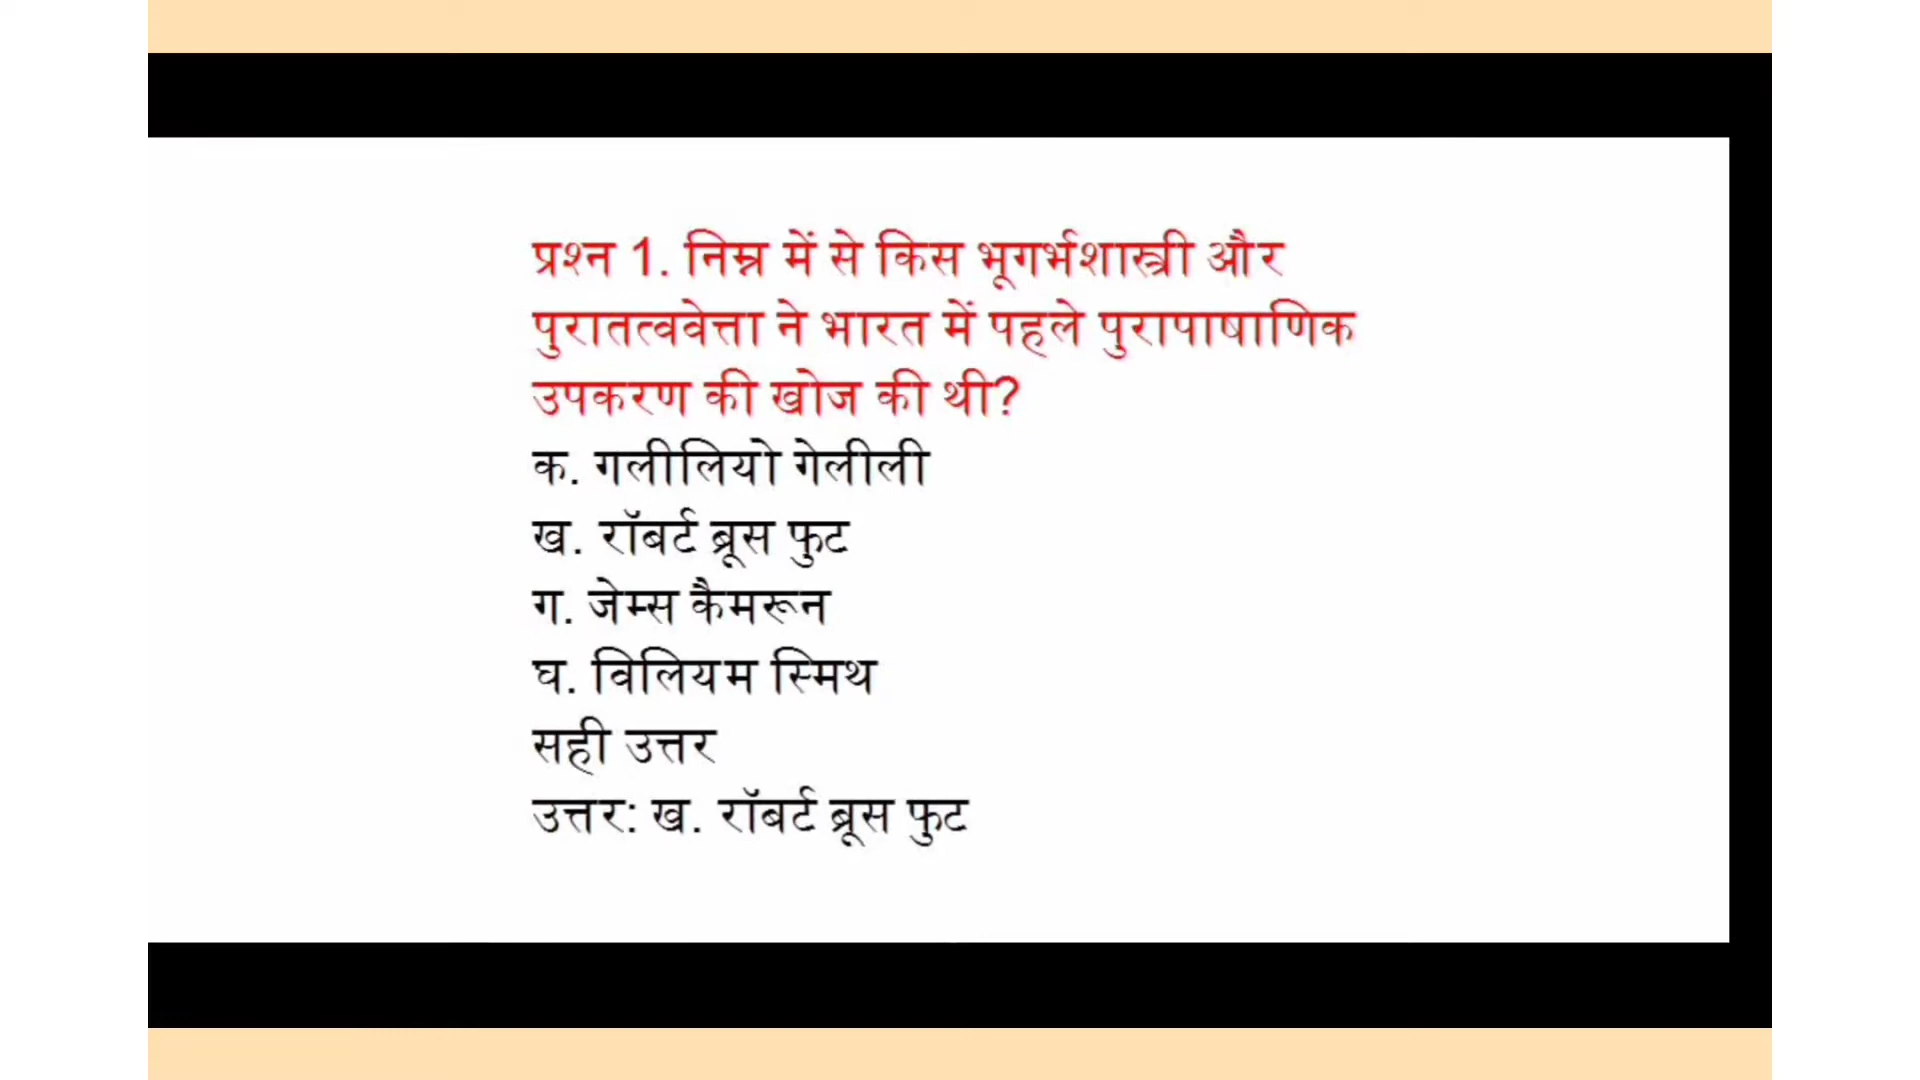 प्रश्न 1. निम्न में से किस भूगर्भशास्त्री और
पुरातत्ववेत्ता ने भारत में पहले पुरापाषाणिक
उपकरण की खोज की थी?
क. गलीलियो गेलीली
ख. रॉबर्ट ब्रूस फुट
ग. जेम्स कैमरून
घ. विलियम स्मिथ
सही उत्तर
उत्तर: ख. रॉबर्ट ब्रूस फुट